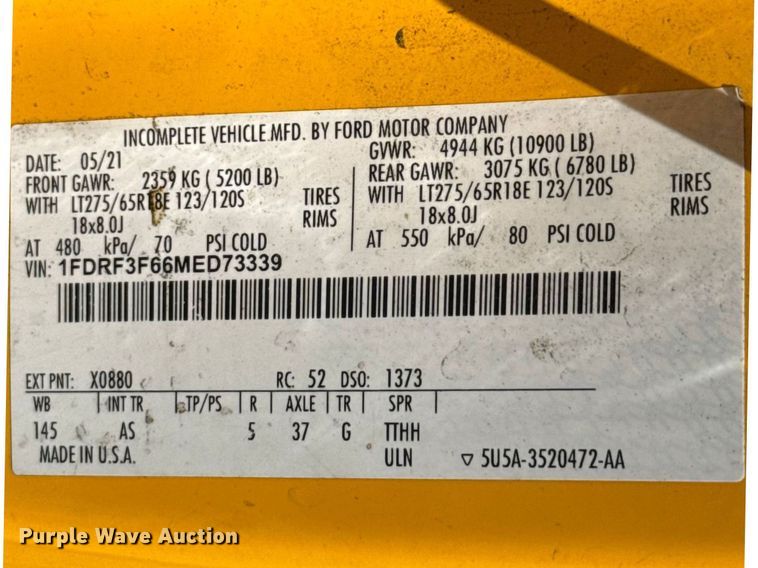 INCOMPLETE VEHICLE MFD. BY FORD MOTOR COMPANY
DATE: 05/21
GVWR: 4944 KG (10900 LB)
FRONT GAWR: 2359 KG ( 5200 LB)
REAR GAWR: 3075 KG ( 6780 LB)
WITH LT275/65R18E 123/120S TIRES
WITH LT275/65R18E 123/120S TIRES
18x8.0J RIMS
18x8.0J RIMS
AT 480 kPa/ 70 PSI COLD
AT 550 kPa/ 80 PSI COLD
VIN: 1FDRF3F66MED73339
EXT PNT: X0880 RC: 52 DSO: 1373
WB INT TR TP/PS R AXLE TR SPR
145 AS 5 37 G TTHH
MADE IN U.S.A. ULN ▽ 5U5A-3520472-AA
Purple Wave Auction